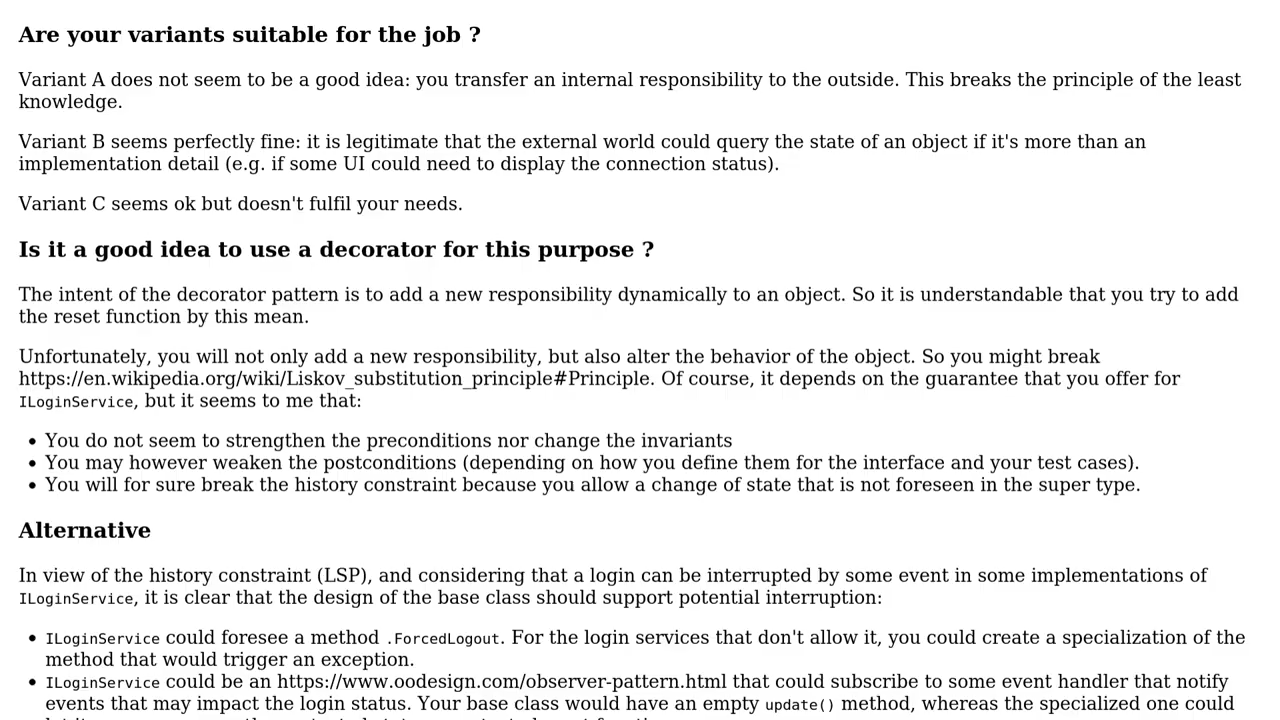 Are your variants suitable for the job ?
Variant A does not seem to be a good idea: you transfer an internal responsibility to the outside. This breaks the principle of the least
knowledge.
Variant B seems perfectly fine: it is legitimate that the external world could query the state of an object if it's more than an
implementation detail (e.g. if some UI could need to display the connection status).
Variant C seems ok but doesn't fulfil your needs.
Is it a good idea to use a decorator for this purpose ?
The intent of the decorator pattern is to add a new responsibility dynamically to an object. So it is understandable that you try to add
the reset function by this mean.
Unfortunately, you will not only add a new responsibility, but also alter the behavior of the object. So you might break
https://en.wikipedia.org/wiki/Liskov_substitution_principle#Principle. Of course, it depends on the guarantee that you offer for
ILoginService, but it seems to me that:
• You do not seem to strengthen the preconditions nor change the invariants
• You may however weaken the postconditions (depending on how you define them for the interface and your test cases).
• You will for sure break the history constraint because you allow a change of state that is not foreseen in the super type.
Alternative
In view of the history constraint (LSP), and considering that a login can be interrupted by some event in some implementations of
ILoginService, it is clear that the design of the base class should support potential interruption:
• ILoginService could foresee a method .ForcedLogout. For the login services that don't allow it, you could create a specialization of the
method that would trigger an exception.
• ILoginService could be an https://www.oodesign.com/observer-pattern.html that could subscribe to some event handler that notify
events that may impact the login status. Your base class would have an empty update() method, whereas the specialized one could